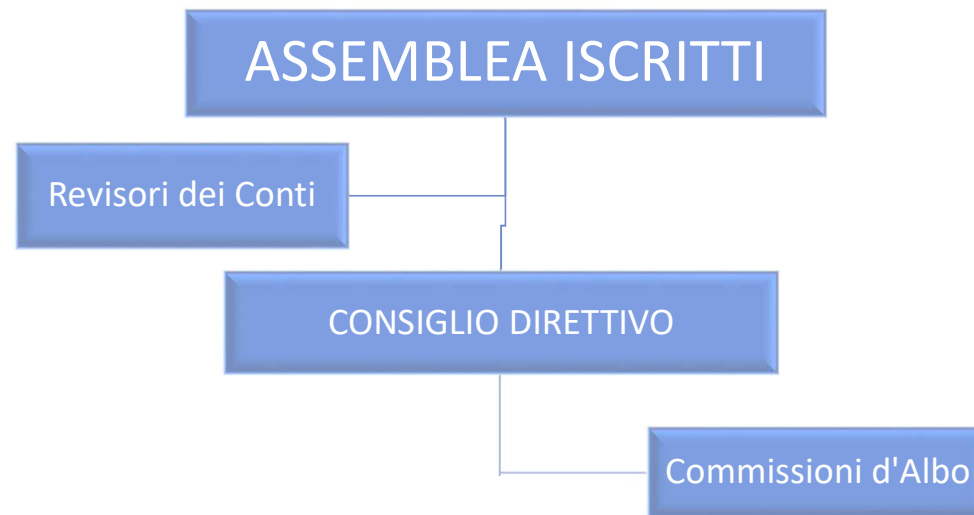 ASSEMBLEA ISCRITTI
Revisori dei Conti
CONSIGLIO DIRETTIVO
Commissioni d'Albo